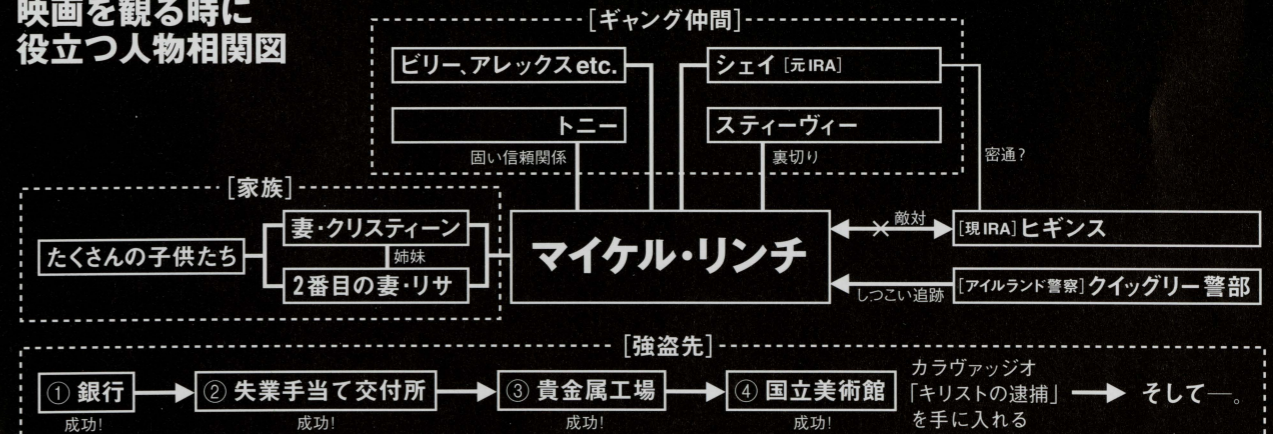 映画を観る時に
役立つ人物相関図
[ギャング仲間]
ビリー、アレックスetc.
シェイ [元IRA]
トニー
スティーヴィー
固い信頼関係
裏切り
密通?
[家族]
たくさんの子供たち
妻・クリスティーン
姉妹
2番目の妻・リサ
マイケル・リンチ
敵対
[現IRA]ヒギンス
しつこい追跡
[アイルランド警察]クイッグリー警部
[強盗先]
① 銀行
成功!
② 失業手当て交付所
成功!
③ 貴金属工場
成功!
④ 国立美術館
成功!
カラヴァッジオ
「キリストの逮捕」
を手に入れる
そして―。